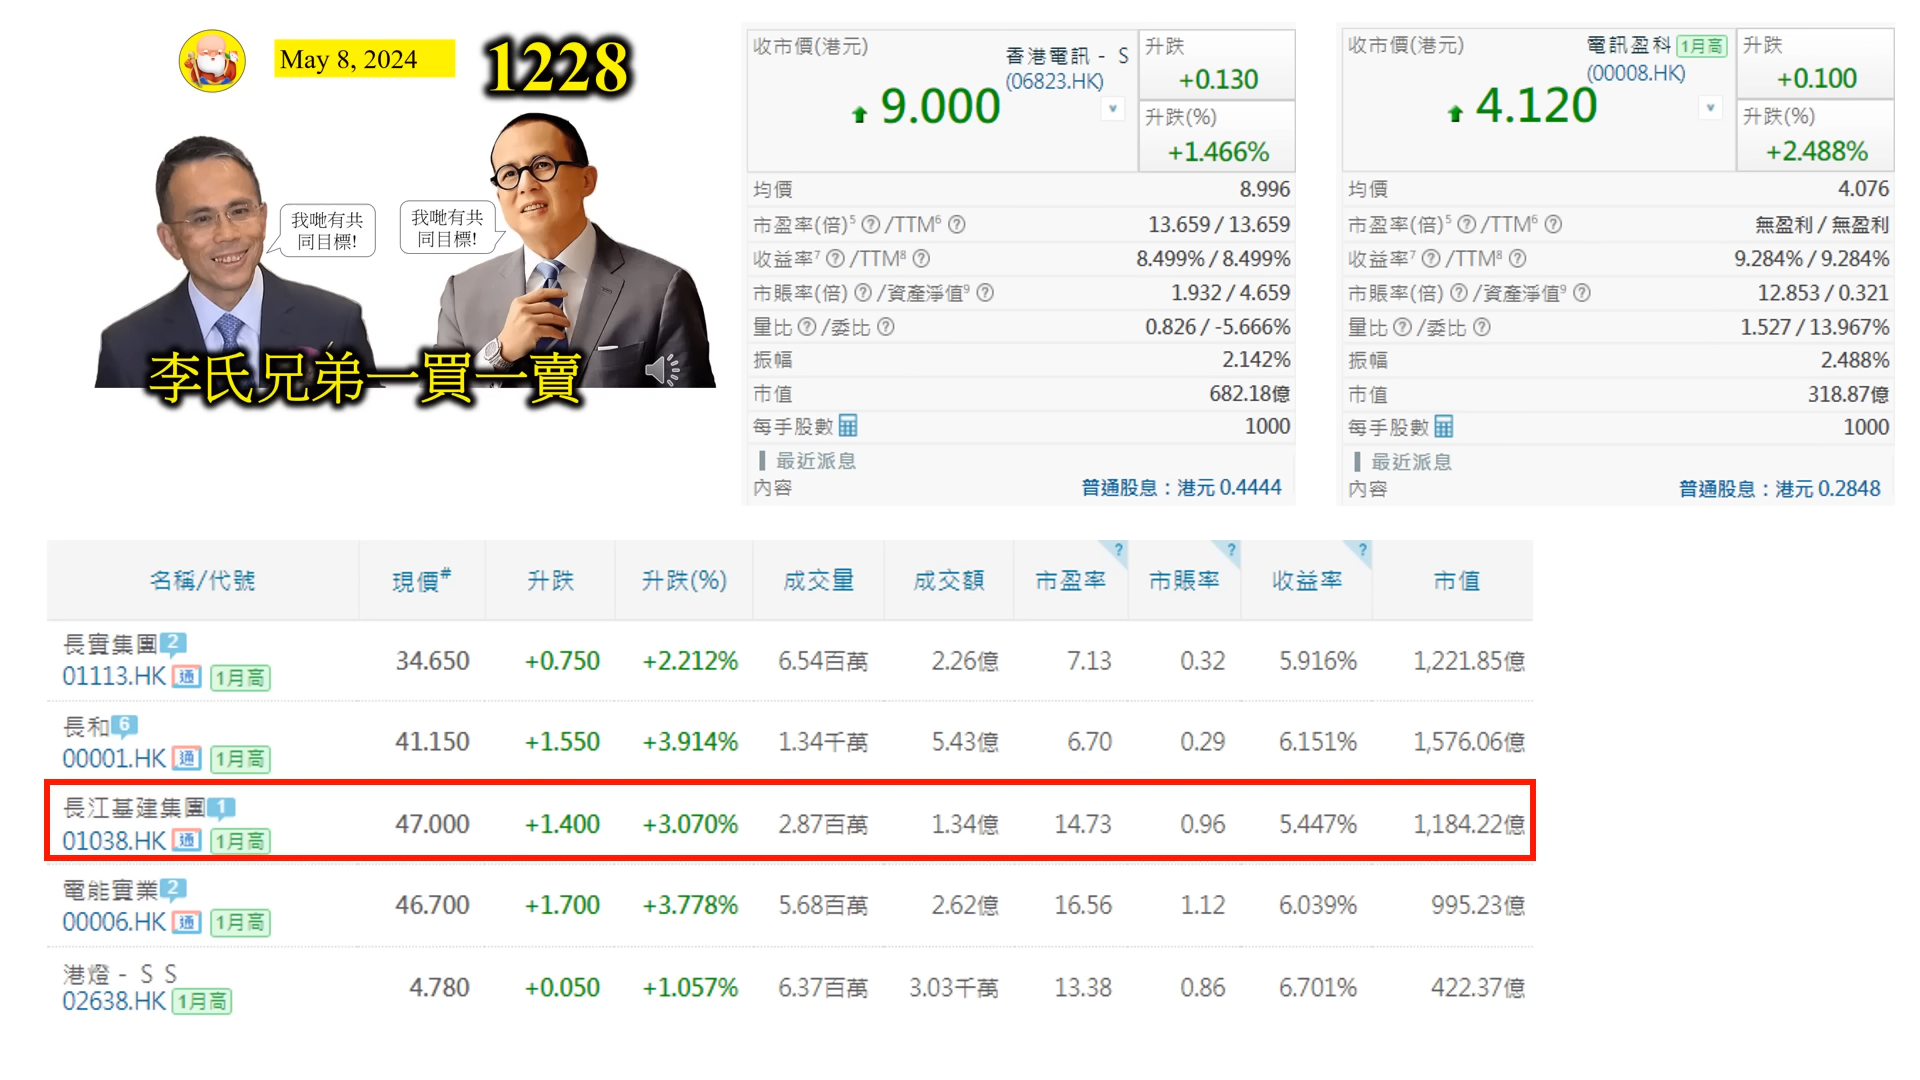 May 8, 2024
1228
我哋有共
同目標!
我哋有共
同目標!
李氏兄弟一買一賣
收市價(港元)
香港電訊 - S
(06823.HK)
9.000
升跌
+0.130
升跌(%)
+1.466%
均價 8.996
市盈率(倍)5 ? /TTM6 ? 13.659 / 13.659
收益率7 ? /TTM8 ? 8.499% / 8.499%
市賬率(倍) ? /資產淨值9 ? 1.932 / 4.659
量比 ? /委比 ? 0.826 / -5.666%
振幅 2.142%
市值 682.18億
每手股數 1000
最近派息
內容 普通股息：港元 0.4444
收市價(港元)
電訊盈科 1月高
(00008.HK)
4.120
升跌
+0.100
升跌(%)
+2.488%
均價 4.076
市盈率(倍)5 ? /TTM6 ? 無盈利 / 無盈利
收益率7 ? /TTM8 ? 9.284% / 9.284%
市賬率(倍) ? /資產淨值9 ? 12.853 / 0.321
量比 ? /委比 ? 1.527 / 13.967%
振幅 2.488%
市值 318.87億
每手股數 1000
最近派息
內容 普通股息：港元 0.2848
名稱/代號 現價# 升跌 升跌(%) 成交量 成交額 市盈率 ? 市賬率 ? 收益率 ? 市值
長實集團 2
01113.HK 通 1月高 34.650 +0.750 +2.212% 6.54百萬 2.26億 7.13 0.32 5.916% 1,221.85億
長和 6
00001.HK 通 1月高 41.150 +1.550 +3.914% 1.34千萬 5.43億 6.70 0.29 6.151% 1,576.06億
長江基建集團 1
01038.HK 通 1月高 47.000 +1.400 +3.070% 2.87百萬 1.34億 14.73 0.96 5.447% 1,184.22億
電能實業 2
00006.HK 通 1月高 46.700 +1.700 +3.778% 5.68百萬 2.62億 16.56 1.12 6.039% 995.23億
港燈 - S S
02638.HK 1月高 4.780 +0.050 +1.057% 6.37百萬 3.03千萬 13.38 0.86 6.701% 422.37億